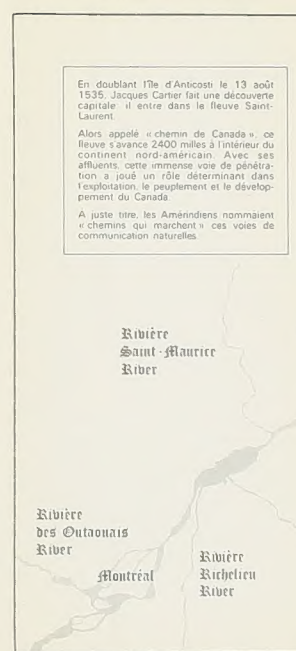 En doublant l'île d'Anticosti le 13 août
1535, Jacques Cartier fait une découverte
capitale: il entre dans le fleuve Saint-
Laurent.
Alors appelé « chemin de Canada », ce
fleuve s'avance 2400 milles à l'intérieur du
continent nord-américain. Avec ses
affluents, cette immense voie de pénétra-
tion a joué un rôle déterminant dans
l'exploitation, le peuplement et le dévelop-
pement du Canada.
A juste titre, les Amérindiens nommaient
« chemins qui marchent » ces voies de
communication naturelles.
Rivière
Saint-Maurice
River
Rivière
des Outaouais
River
Montréal
Rivière
Richelieu
River